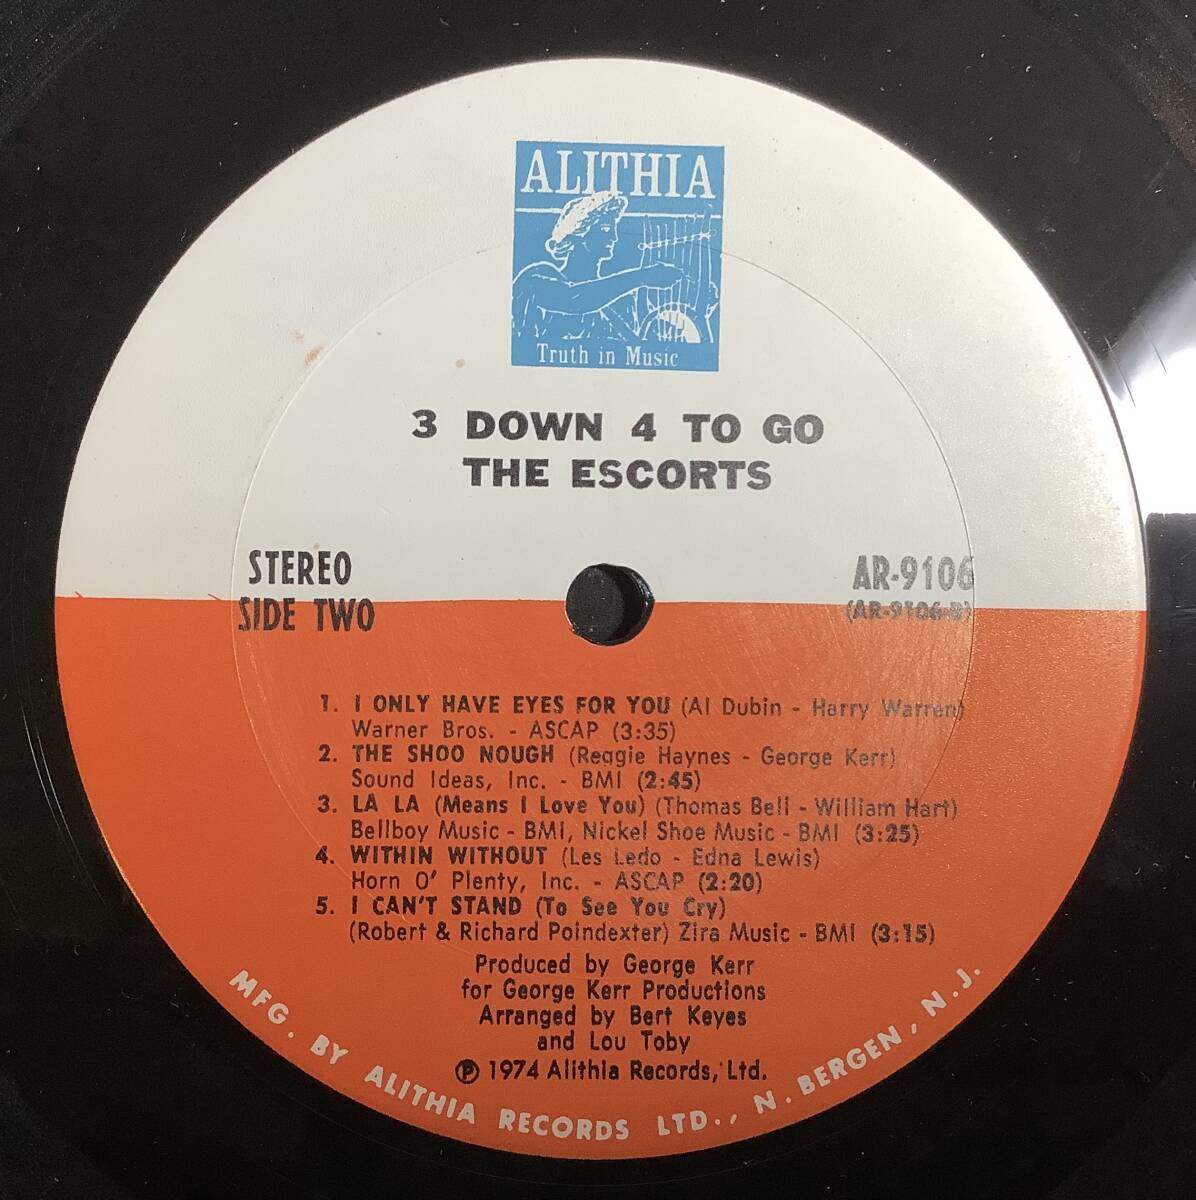 ALITHIA
Truth in Music
3 DOWN 4 TO GO
THE ESCORTS
STEREO
SIDE TWO
AR-9106
(AR-9106-B)
1. I ONLY HAVE EYES FOR YOU (Al Dubin - Harry Warren)
Warner Bros. - ASCAP (3:35)
2. THE SHOO NOUGH (Reggie Haynes - George Kerr)
Sound Ideas, Inc. - BMI (2:45)
3. LA LA (Means I Love You) (Thomas Bell - William Hart)
Bellboy Music - BMI, Nickel Shoe Music - BMI (3:25)
4. WITHIN WITHOUT (Les Ledo - Edna Lewis)
Horn O' Plenty, Inc. - ASCAP (2:20)
5. I CAN'T STAND (To See You Cry)
(Robert & Richard Poindexter) Zira Music - BMI (3:15)
Produced by George Kerr
for George Kerr Productions
Arranged by Bert Keyes
and Lou Toby
℗ 1974 Alithia Records, Ltd.
MFG. BY ALITHIA RECORDS LTD., N. BERGEN, N.J.